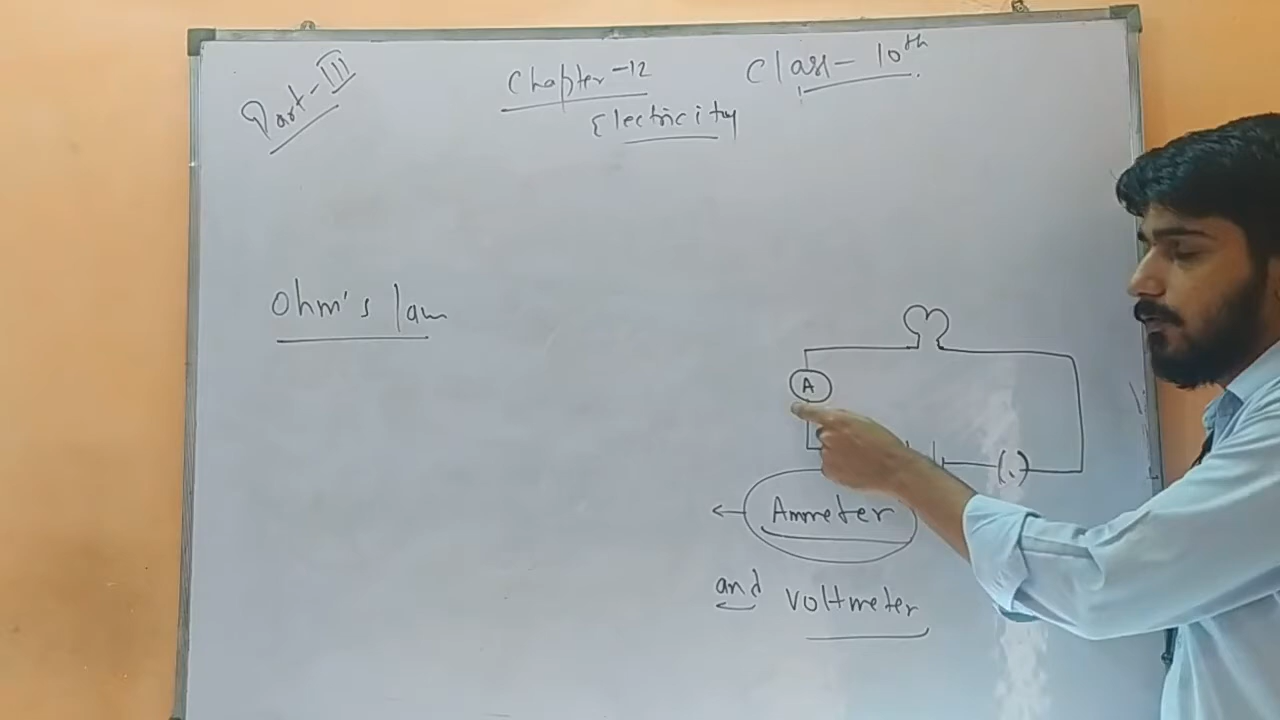 Part-III
Chapter-12
Class-10th
Electricity
Ohm's law
A
Ammeter
and voltmeter